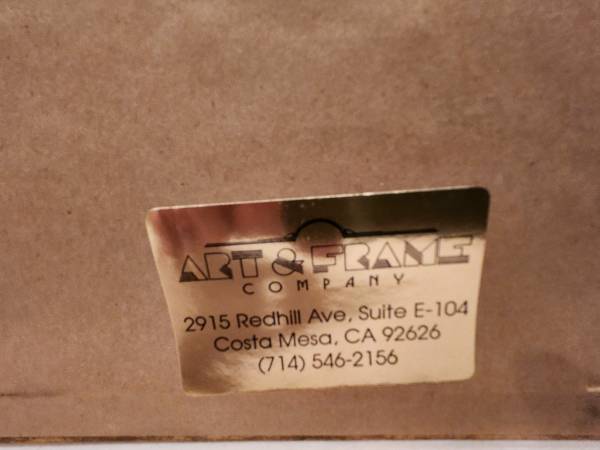 ART & FRAME
COMPANY
2915 Redhill Ave, Suite E-104
Costa Mesa, CA 92626
(714) 546-2156